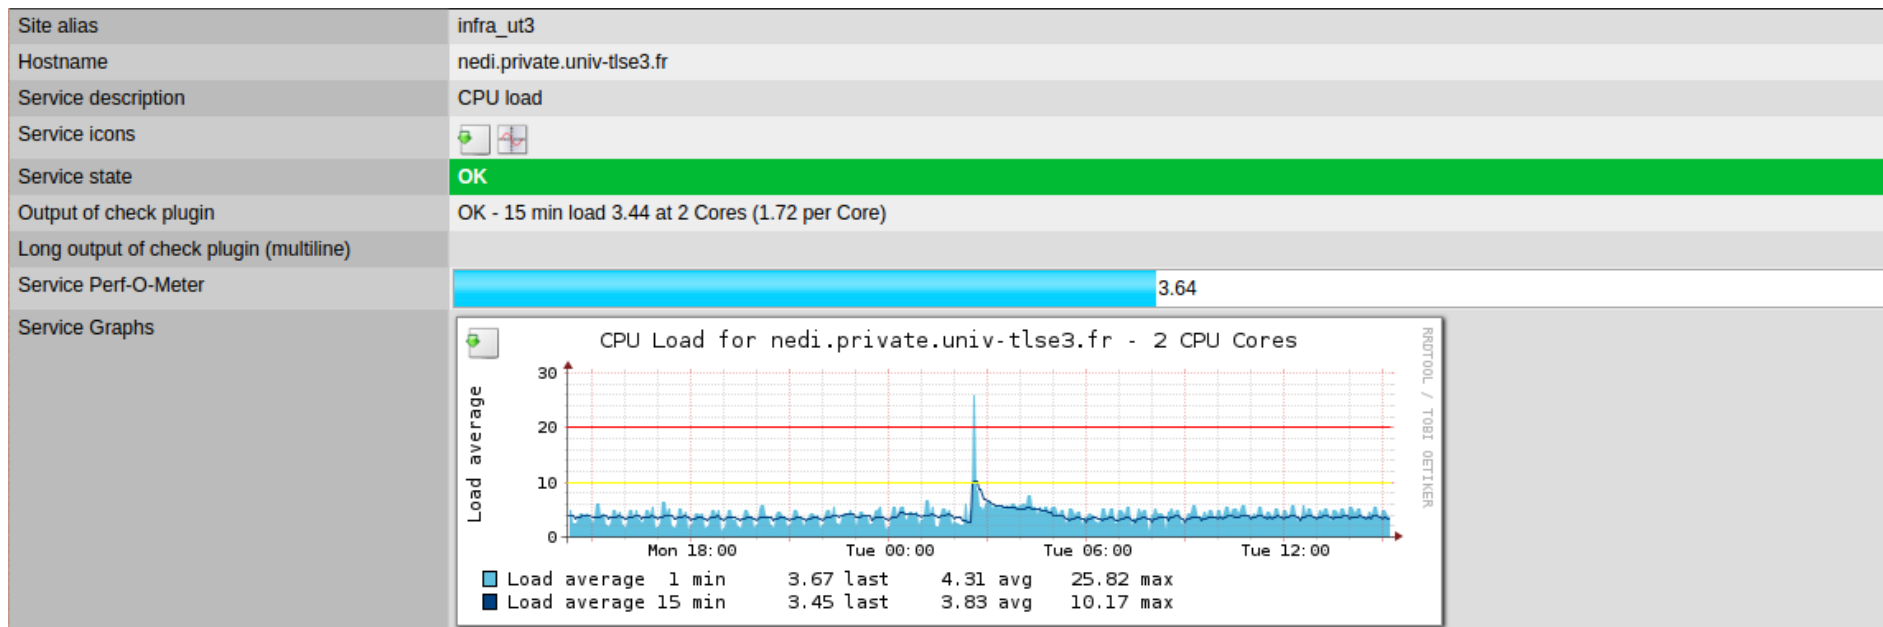 Site alias infra_ut3
Hostname nedi.private.univ-tlse3.fr
Service description CPU load
Service icons
Service state OK
Output of check plugin OK - 15 min load 3.44 at 2 Cores (1.72 per Core)
Long output of check plugin (multiline)
Service Perf-O-Meter 3.64
Service Graphs
CPU Load for nedi.private.univ-tlse3.fr - 2 CPU Cores
RRDTOOL / TOBI OETIKER
Load average
30
20
10
0
Mon 18:00 Tue 00:00 Tue 06:00 Tue 12:00
Load average 1 min 3.67 last 4.31 avg 25.82 max
Load average 15 min 3.45 last 3.83 avg 10.17 max